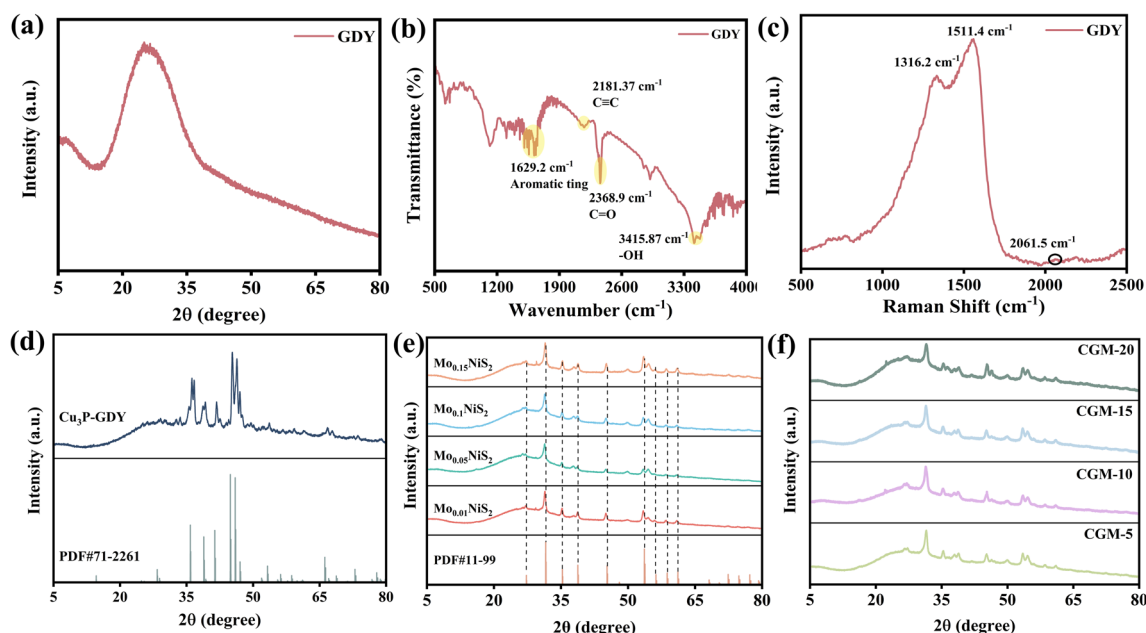 (a)
GDY
Intensity (a.u.)
5 20 35 50 65 80
2θ (degree)
(b)
GDY
Transmittance (%)
2181.37 cm⁻¹
C≡C
1629.2 cm⁻¹
Aromatic ting
2368.9 cm⁻¹
C=O
3415.87 cm⁻¹
-OH
500 1200 1900 2600 3300 4000
Wavenumber (cm⁻¹)
(c)
GDY
Intensity (a.u.)
1511.4 cm⁻¹
1316.2 cm⁻¹
2061.5 cm⁻¹
500 1000 1500 2000 2500
Raman Shift (cm⁻¹)
(d)
Intensity (a.u.)
Cu₃P-GDY
PDF#71-2261
5 20 35 50 65 80
2θ (degree)
(e)
Intensity (a.u.)
Mo₀.₁₅NiS₂
Mo₀.₁NiS₂
Mo₀.₀₅NiS₂
Mo₀.₀₁NiS₂
PDF#11-99
5 20 35 50 65 80
2θ (degree)
(f)
Intensity (a.u.)
CGM-20
CGM-15
CGM-10
CGM-5
5 20 35 50 65 80
2θ (degree)